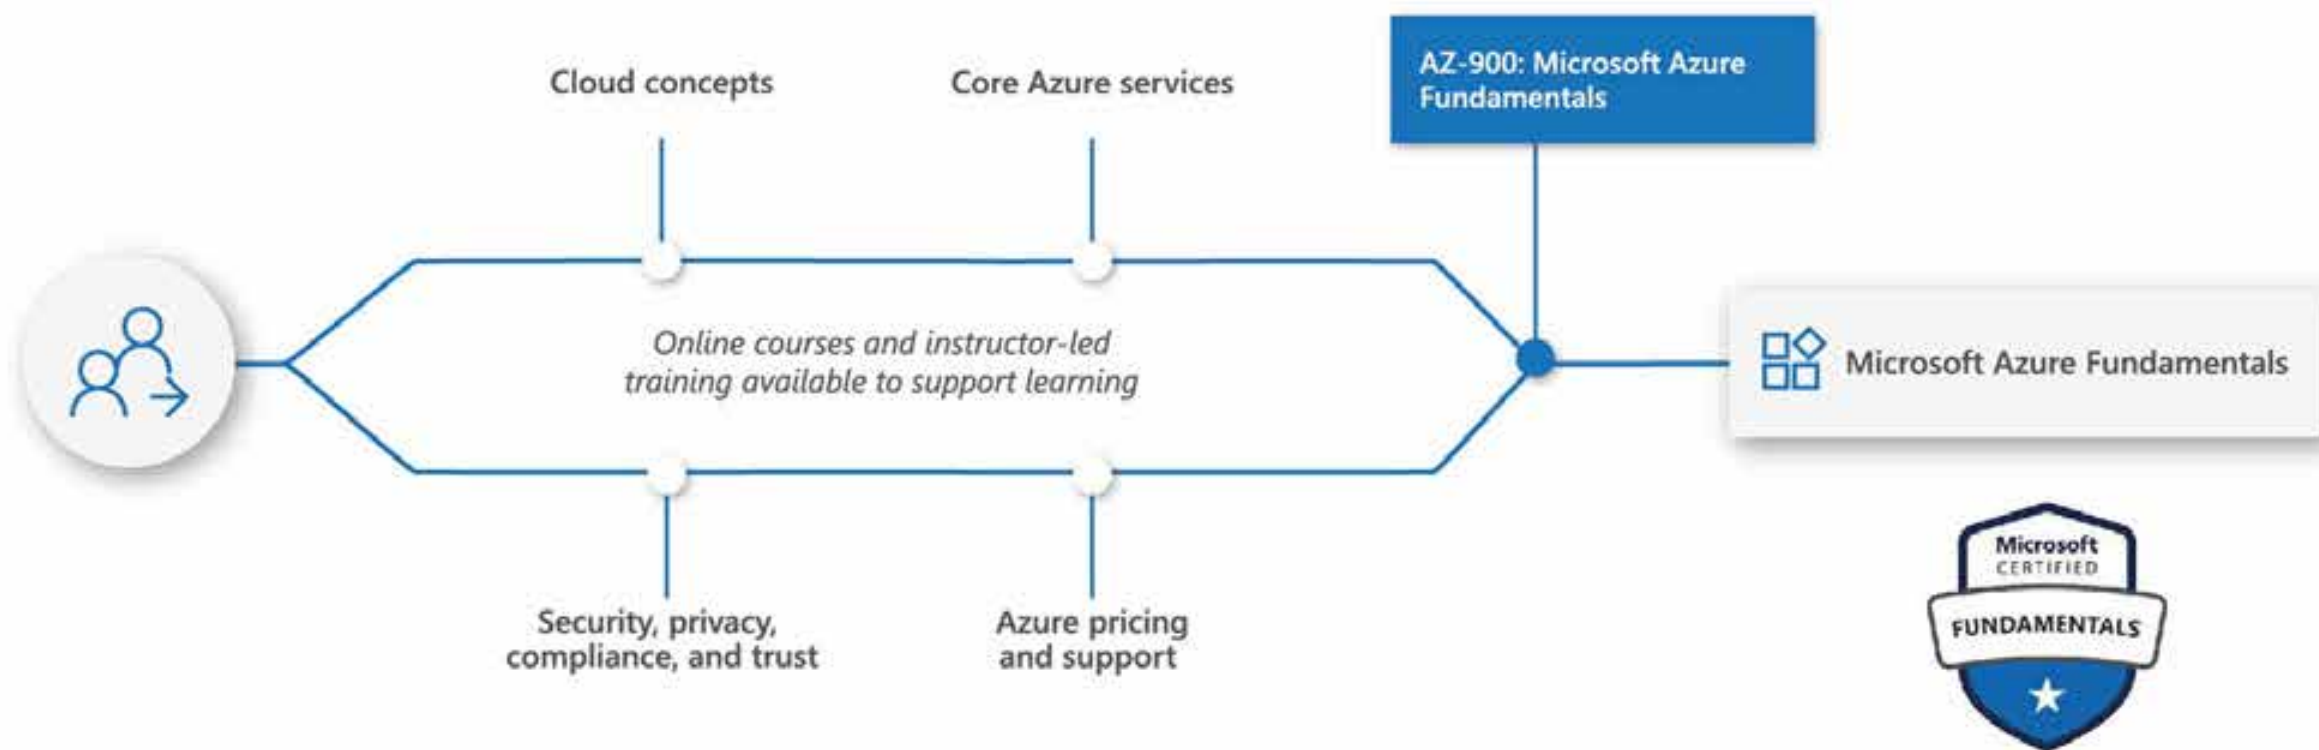 Cloud concepts
Core Azure services
AZ-900: Microsoft Azure
Fundamentals
Online courses and instructor-led
training available to support learning
Microsoft Azure Fundamentals
Security, privacy,
compliance, and trust
Azure pricing
and support
Microsoft
CERTIFIED
FUNDAMENTALS